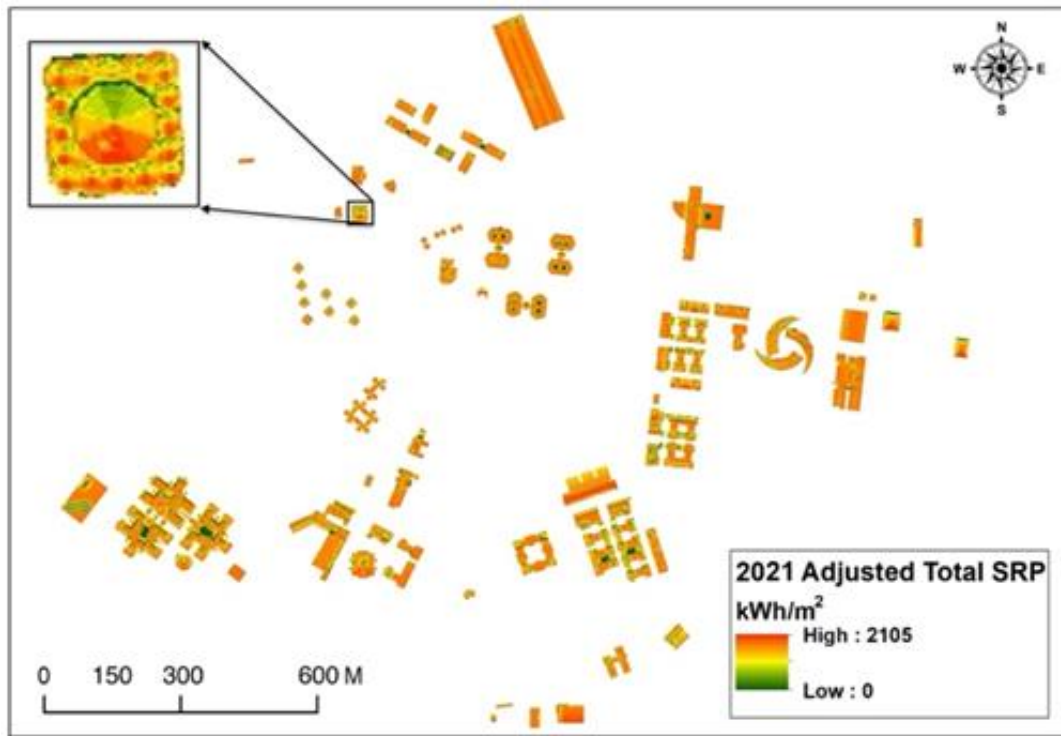 N
W E
S
2021 Adjusted Total SRP
kWh/m²
High : 2105
Low : 0
0 150 300 600 M